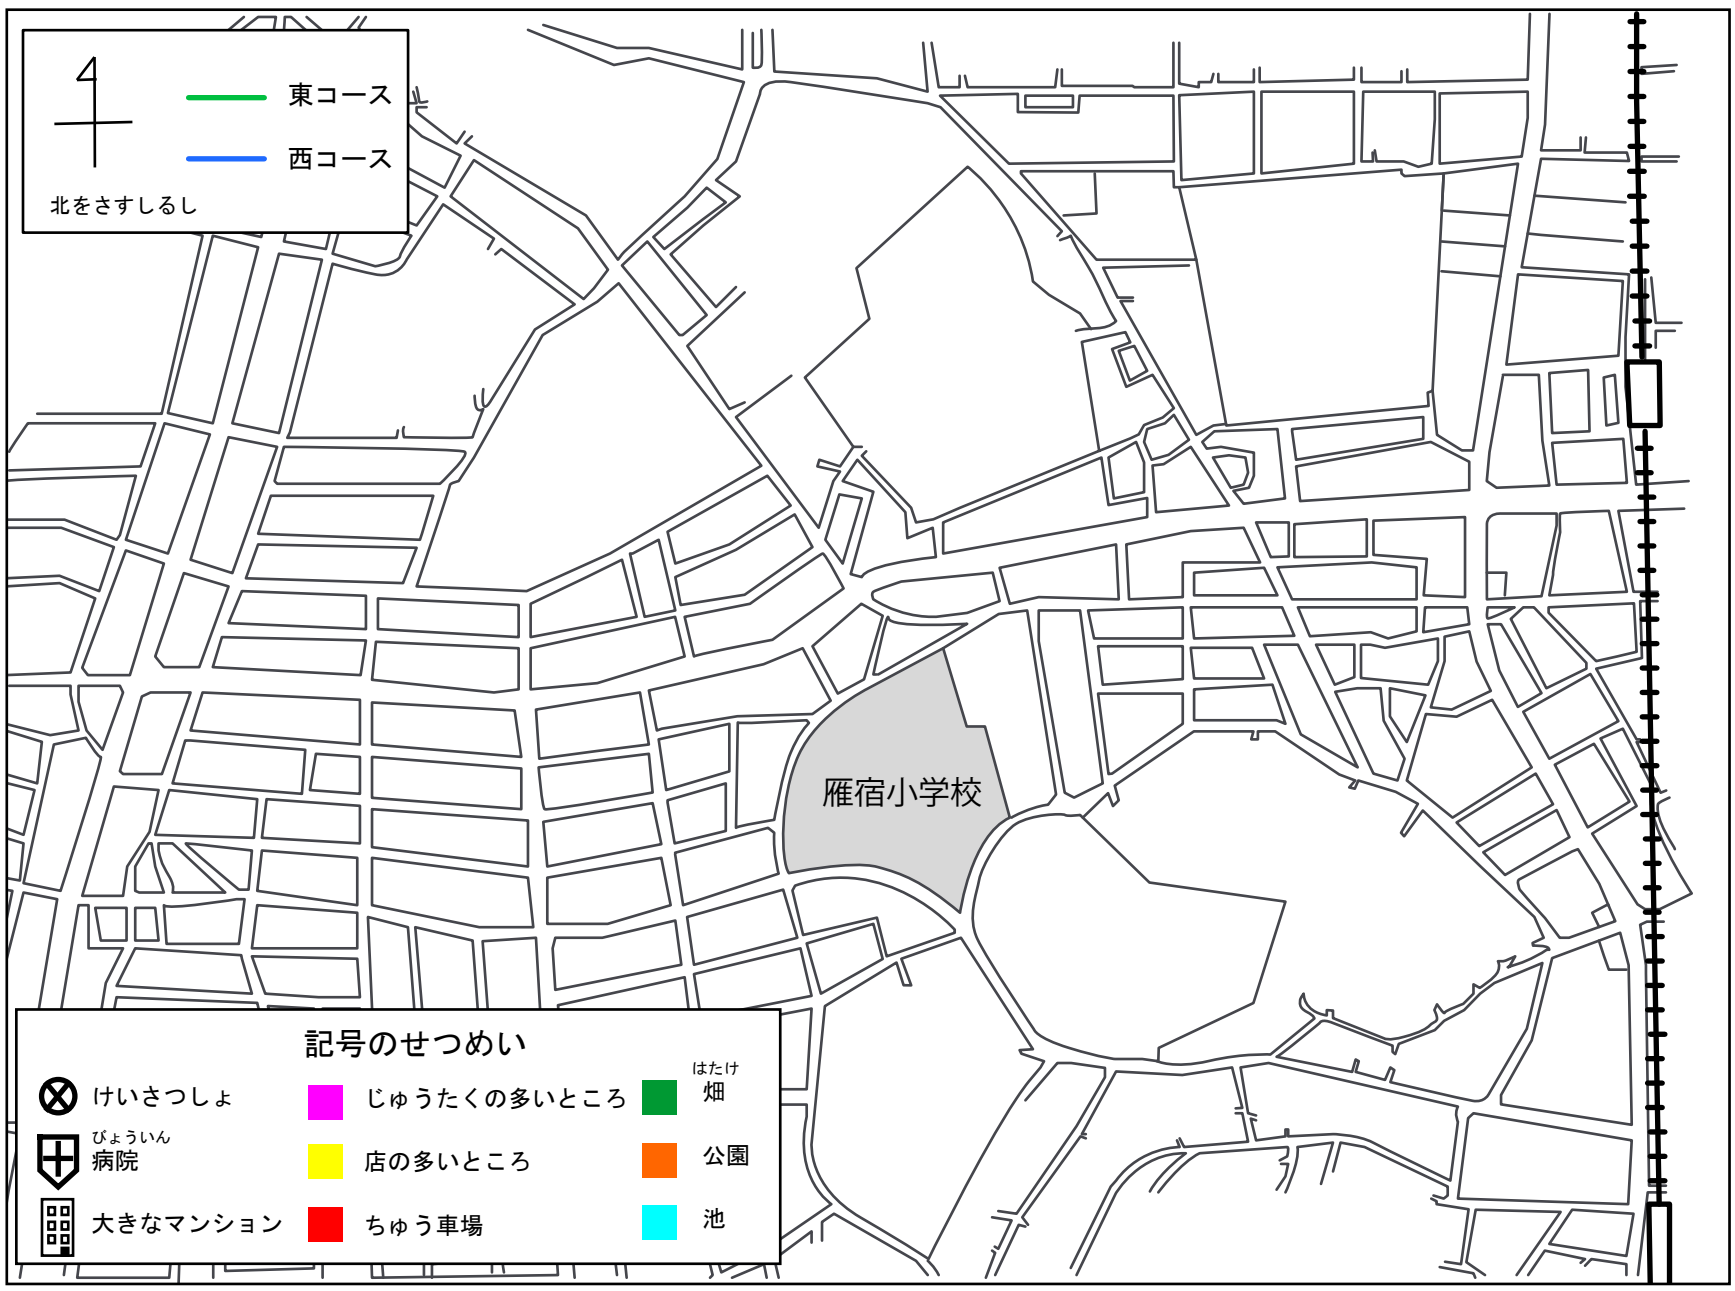 東コース
西コース
北をさすしるし
雁宿小学校
記号のせつめい
けいさつしょ
じゅうたくの多いところ
はたけ
畑
びょういん
病院
店の多いところ
公園
大きなマンション
ちゅう車場
池